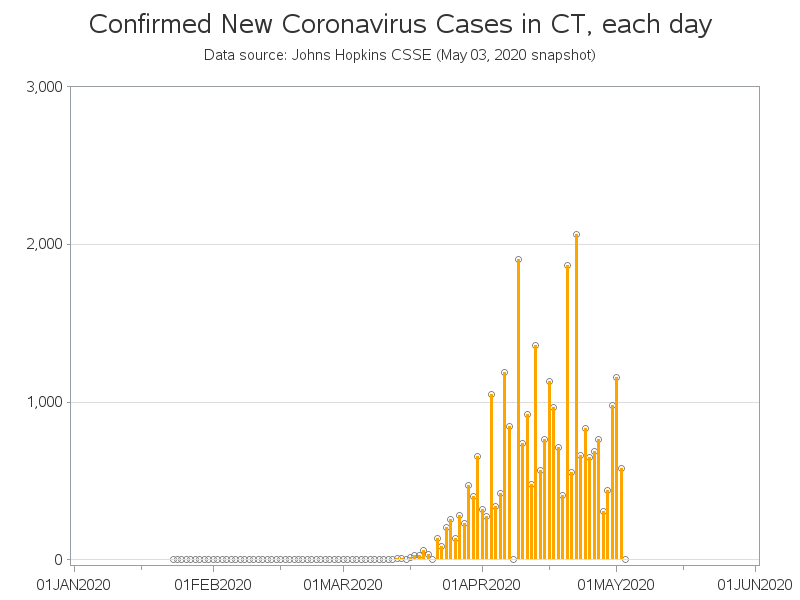 Confirmed New Coronavirus Cases in CT, each day
Data source: Johns Hopkins CSSE (May 03, 2020 snapshot)
3,000
2,000
1,000
0
01JAN2020 01FEB2020 01MAR2020 01APR2020 01MAY2020 01JUN2020